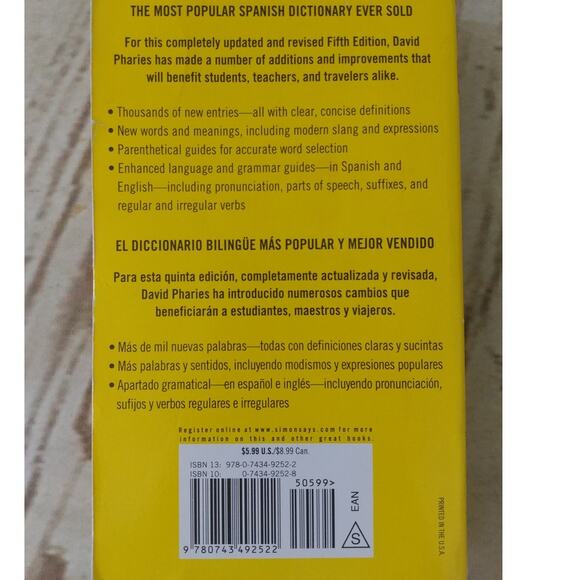 THE MOST POPULAR SPANISH DICTIONARY EVER SOLD
For this completely updated and revised Fifth Edition, David
Pharies has made a number of additions and improvements that
will benefit students, teachers, and travelers alike.
• Thousands of new entries—all with clear, concise definitions
• New words and meanings, including modern slang and expressions
• Parenthetical guides for accurate word selection
• Enhanced language and grammar guides—in Spanish and
English—including pronunciation, parts of speech, suffixes, and
regular and irregular verbs
EL DICCIONARIO BILINGÜE MÁS POPULAR Y MEJOR VENDIDO
Para esta quinta edición, completamente actualizada y revisada,
David Pharies ha introducido numerosos cambios que
beneficiarán a estudiantes, maestros y viajeros.
• Más de mil nuevas palabras—todas con definiciones claras y sucintas
• Más palabras y sentidos, incluyendo modismos y expresiones populares
• Apartado gramatical—en español e inglés—incluyendo pronunciación,
sufijos y verbos regulares e irregulares
Register online at www.simonsays.com for more
information on this and other great books.
$5.99 U.S./$8.99 Can.
ISBN 13: 978-0-7434-9252-2
ISBN 10: 0-7434-9252-8
50599>
9 780743 492522
EAN
S
PRINTED IN THE U.S.A.